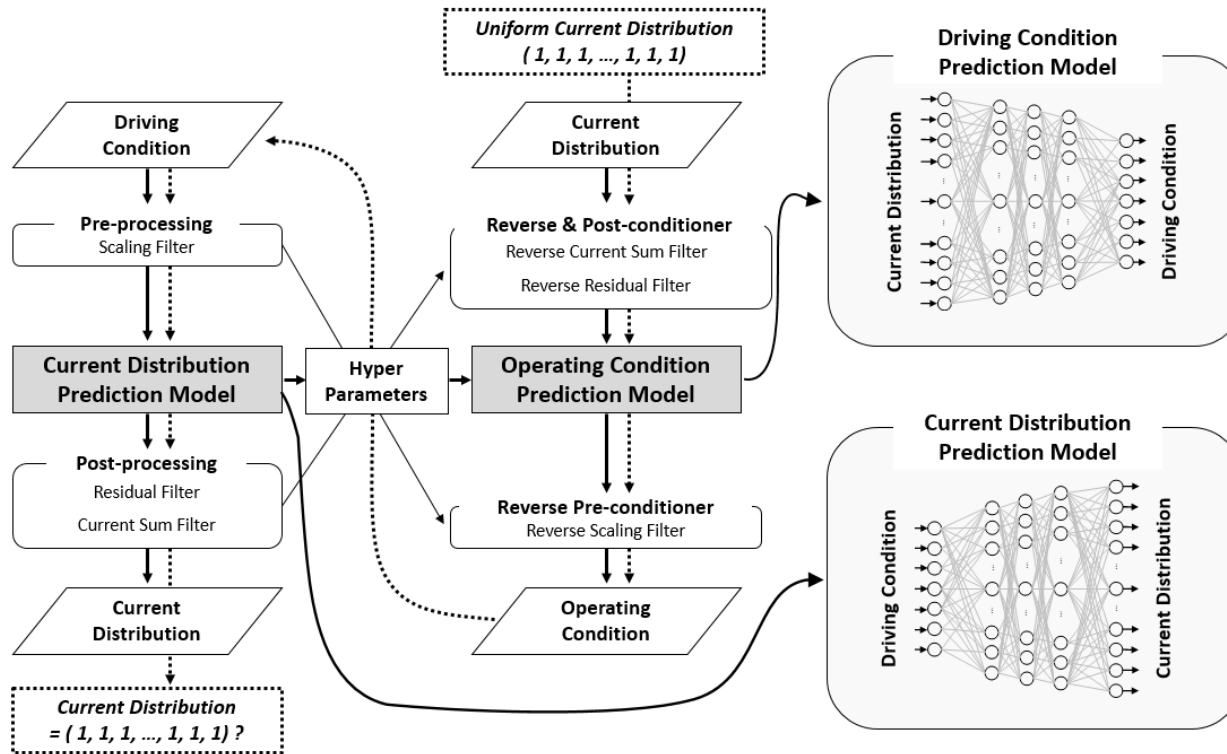 Uniform Current Distribution
( 1, 1, 1, ..., 1, 1, 1)
Driving
Condition
Current
Distribution
Pre-processing
Scaling Filter
Reverse & Post-conditioner
Reverse Current Sum Filter
Reverse Residual Filter
Current Distribution
Prediction Model
Hyper
Parameters
Operating Condition
Prediction Model
Post-processing
Residual Filter
Current Sum Filter
Reverse Pre-conditioner
Reverse Scaling Filter
Current
Distribution
Operating
Condition
Current Distribution
= ( 1, 1, 1, ..., 1, 1, 1) ?
Driving Condition
Prediction Model
Current Distribution
Driving Condition
Current Distribution
Prediction Model
Driving Condition
Current Distribution